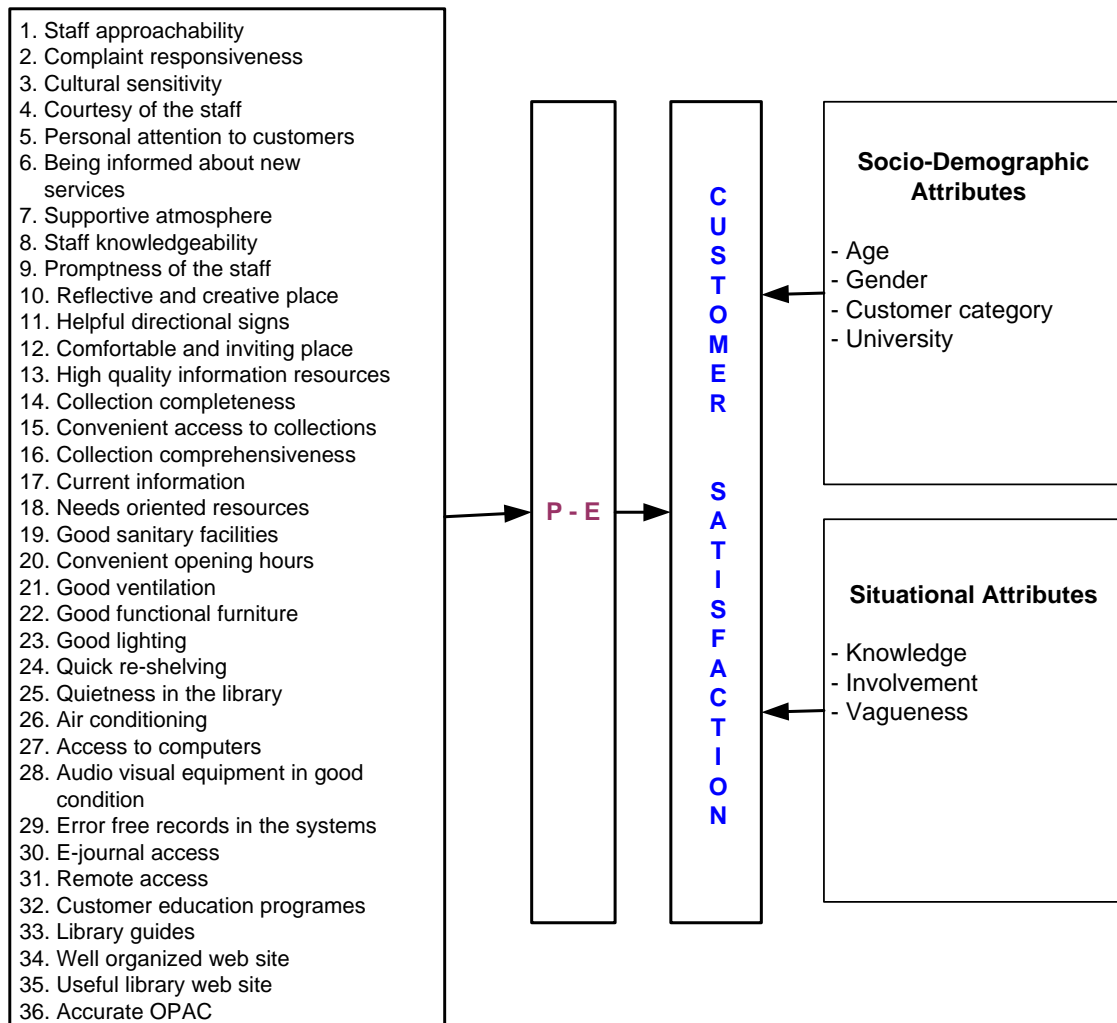 1. Staff approachability
2. Complaint responsiveness
3. Cultural sensitivity
4. Courtesy of the staff
5. Personal attention to customers
6. Being informed about new
services
7. Supportive atmosphere
8. Staff knowledgeability
9. Promptness of the staff
10. Reflective and creative place
11. Helpful directional signs
12. Comfortable and inviting place
13. High quality information resources
14. Collection completeness
15. Convenient access to collections
16. Collection comprehensiveness
17. Current information
18. Needs oriented resources
19. Good sanitary facilities
20. Convenient opening hours
21. Good ventilation
22. Good functional furniture
23. Good lighting
24. Quick re-shelving
25. Quietness in the library
26. Air conditioning
27. Access to computers
28. Audio visual equipment in good
condition
29. Error free records in the systems
30. E-journal access
31. Remote access
32. Customer education programes
33. Library guides
34. Well organized web site
35. Useful library web site
36. Accurate OPAC
P - E
CUSTOMER SATISFACTION
Socio-Demographic
Attributes
- Age
- Gender
- Customer category
- University
Situational Attributes
- Knowledge
- Involvement
- Vagueness